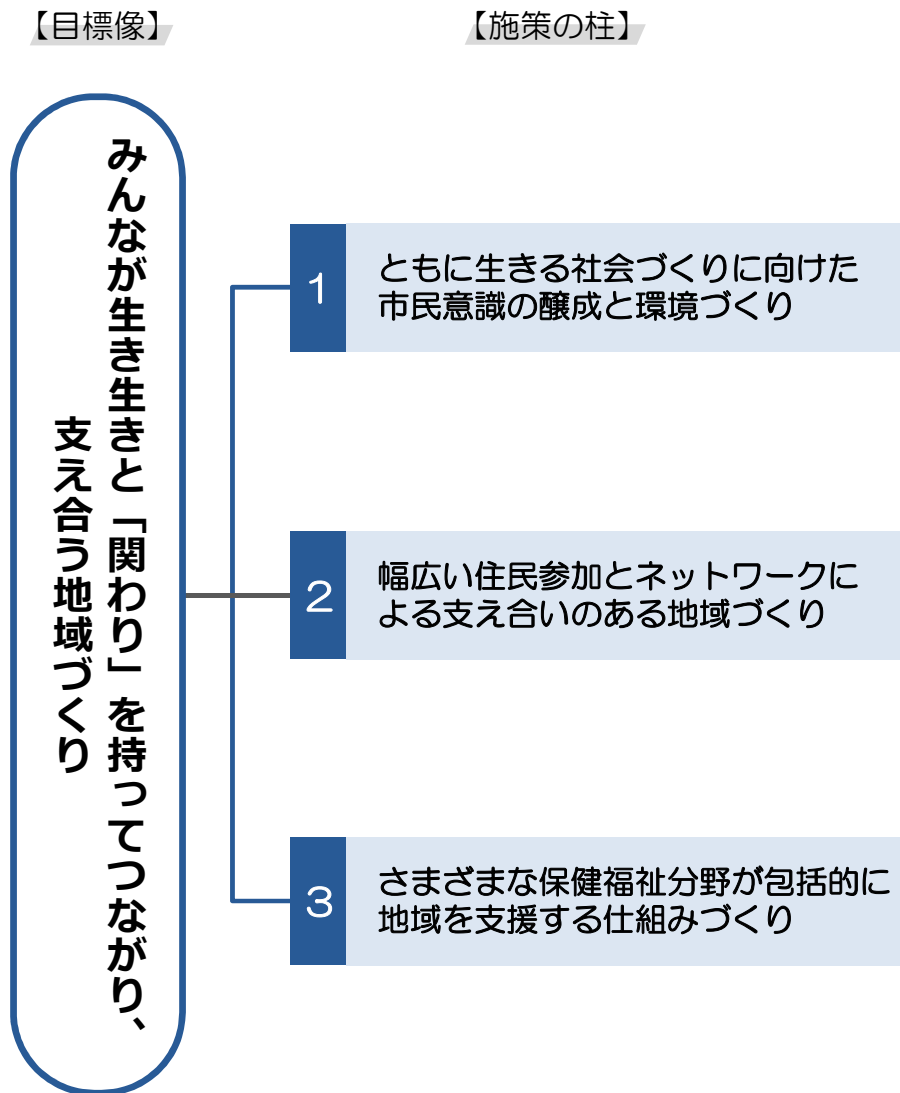 【目標像】
【施策の柱】
みんなが生き生きと「関わり」を持ってつながり、
支え合う地域づくり
1
ともに生きる社会づくりに向けた
市民意識の醸成と環境づくり
2
幅広い住民参加とネットワークに
よる支え合いのある地域づくり
3
さまざまな保健福祉分野が包括的に
地域を支援する仕組みづくり